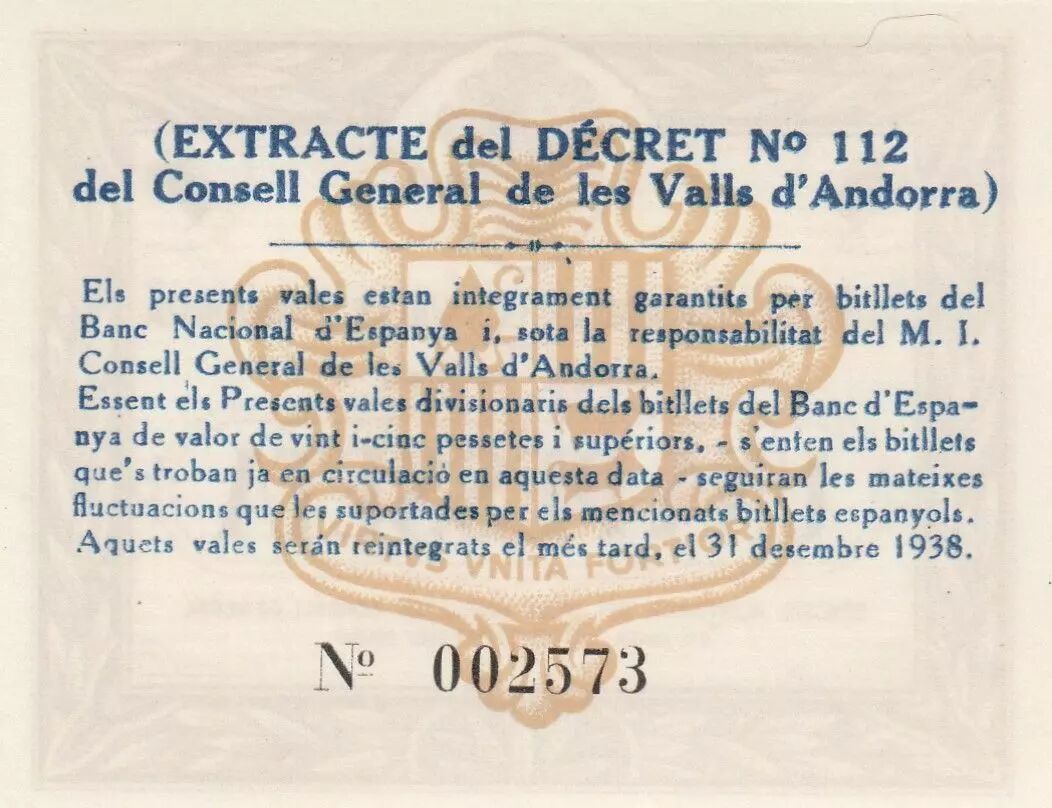 (EXTRACTE del DÉCRET Nº 112
del Consell General de les Valls d'Andorra)
Els presents vales estan integrament garantits per bitllets del
Banc Nacional d'Espanya i, sota la responsabilitat del M. I.
Consell General de les Valls d'Andorra.
Essent els Presents vales divisionaris dels bitllets del Banc d'Espa-
nya de valor de vint i-cinc pessetes i supériors, - s'enten els bitllets
que's troban ja en circulació en aquesta data - seguiran les mateixes
fluctuacions que les suportades per els mencionats bitllets espanyols.
Aquets vales serán reintegrats el més tard, el 31 desembre 1938.
VIRTVS VNITA FORTIOR
Nº 002573